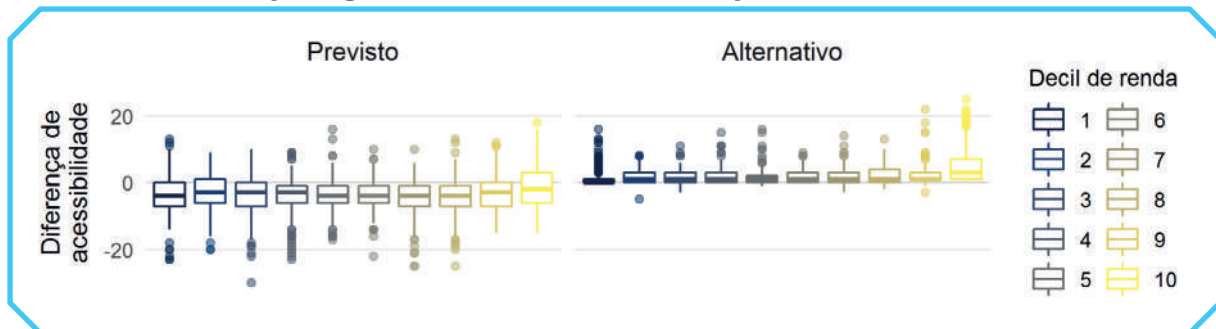 Previsto
Alternativo
Diferença de
acessibilidade
20
0
-20
Decil de renda
1
6
2
7
3
8
4
9
5
10